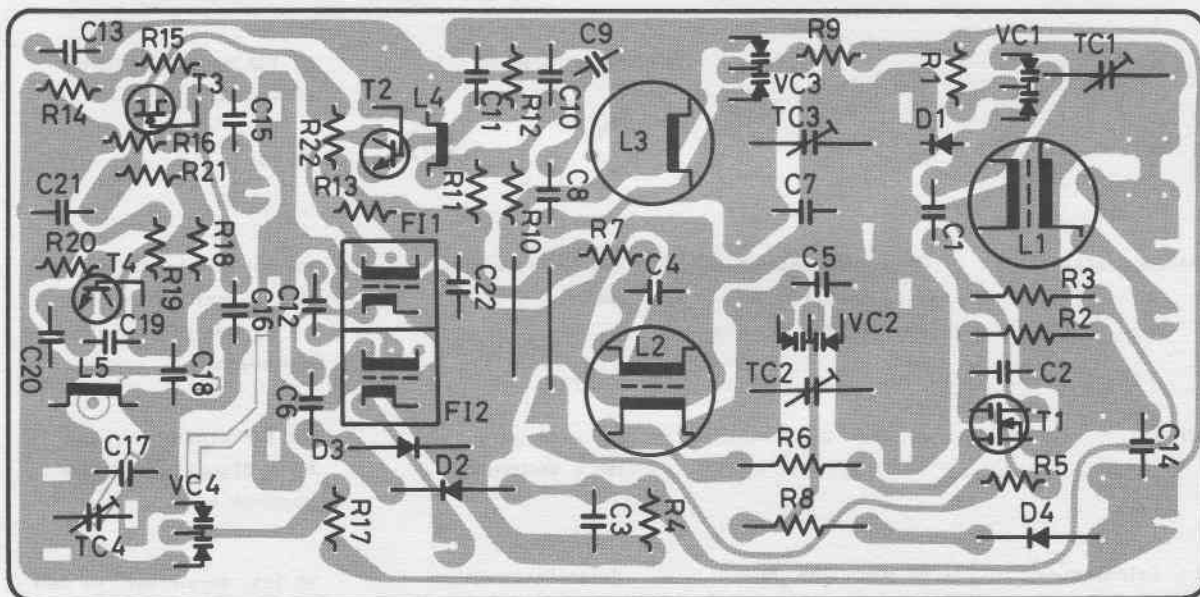 C13
R15
C9
R9
VC1
TC1
R1
VC3
T3
T2
L4
R14
C15
C11
R12
C10
TC3
D1
R16
R22
L3
R21
R13
R11
C8
C7
C21
FI1
R10
C1
L1
R20
R18
R7
T4
R19
C22
C4
C5
R3
C16
C12
R2
C19
VC2
C20
L5
C18
L2
TC2
C2
C6
FI2
T1
C17
D3
C14
VC4
D2
R6
R5
TC4
R17
C3
R4
R8
D4